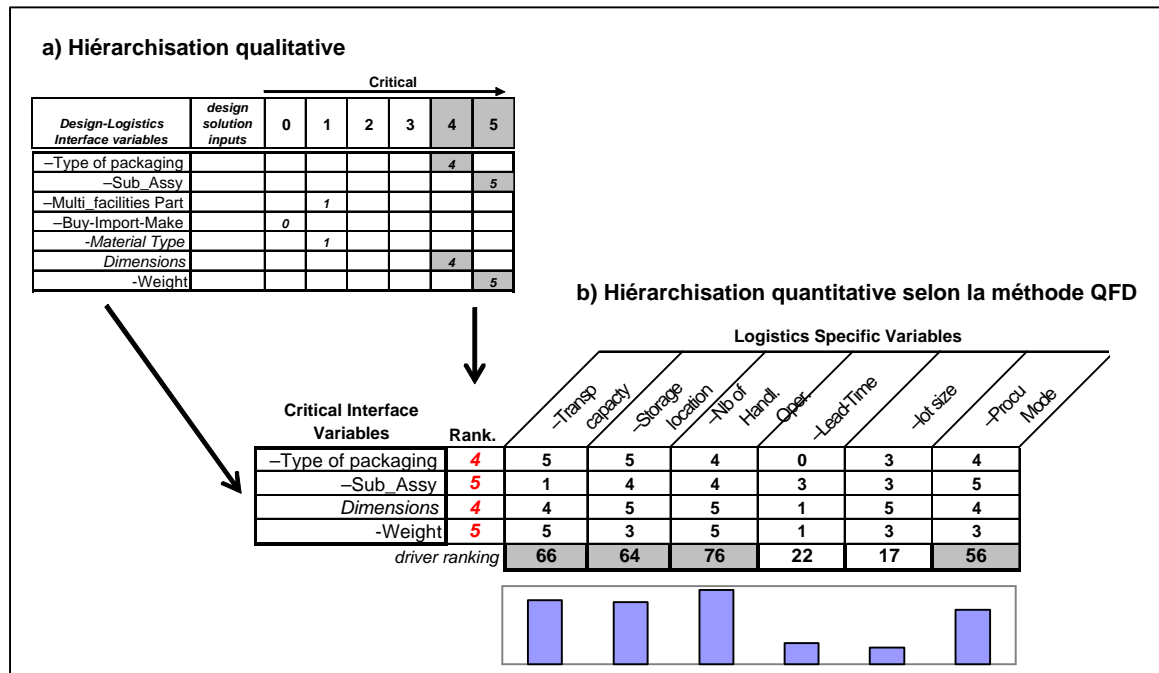 a) Hiérarchisation qualitative
Critical
Design-Logistics Interface variables design solution inputs 0 1 2 3 4 5
–Type of packaging 4
–Sub_Assy 5
–Multi_facilities Part 1
–Buy-Import-Make 0
-Material Type 1
Dimensions 4
-Weight 5
b) Hiérarchisation quantitative selon la méthode QFD
Logistics Specific Variables
Critical Interface Variables Rank. –Transp capacty –Storage location –Nb of Handl. Oper. –Lead-Time –lot size –Procu Mode
–Type of packaging 4 5 5 4 0 3 4
–Sub_Assy 5 1 4 4 3 3 5
Dimensions 4 4 5 5 1 5 4
-Weight 5 5 3 5 1 3 3
driver ranking 66 64 76 22 17 56